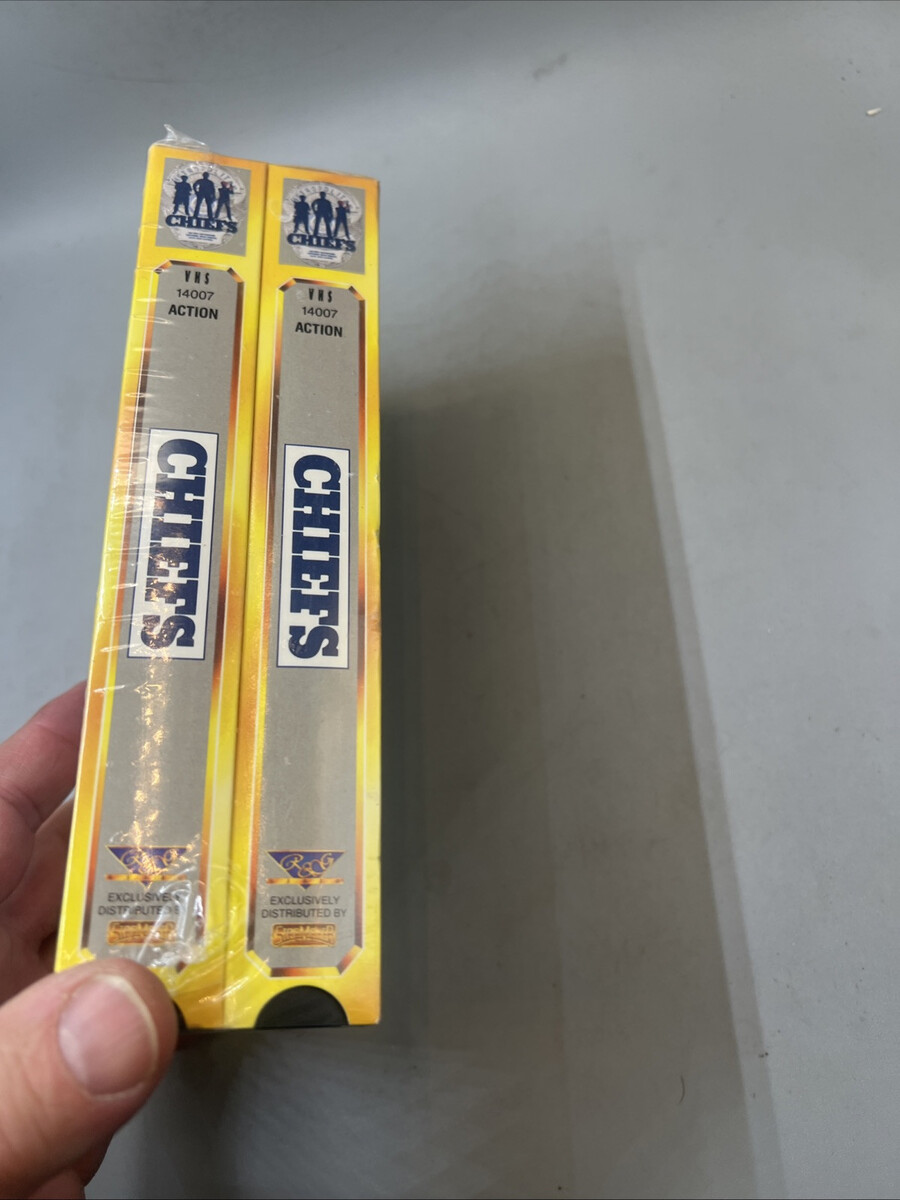 CHIEFS
VHS
14007
ACTION
CHIEFS
R&G
EXCLUSIVELY
DISTRIBUTED BY
CHIEFS
VHS
14007
ACTION
CHIEFS
R&G
EXCLUSIVELY
DISTRIBUTED BY